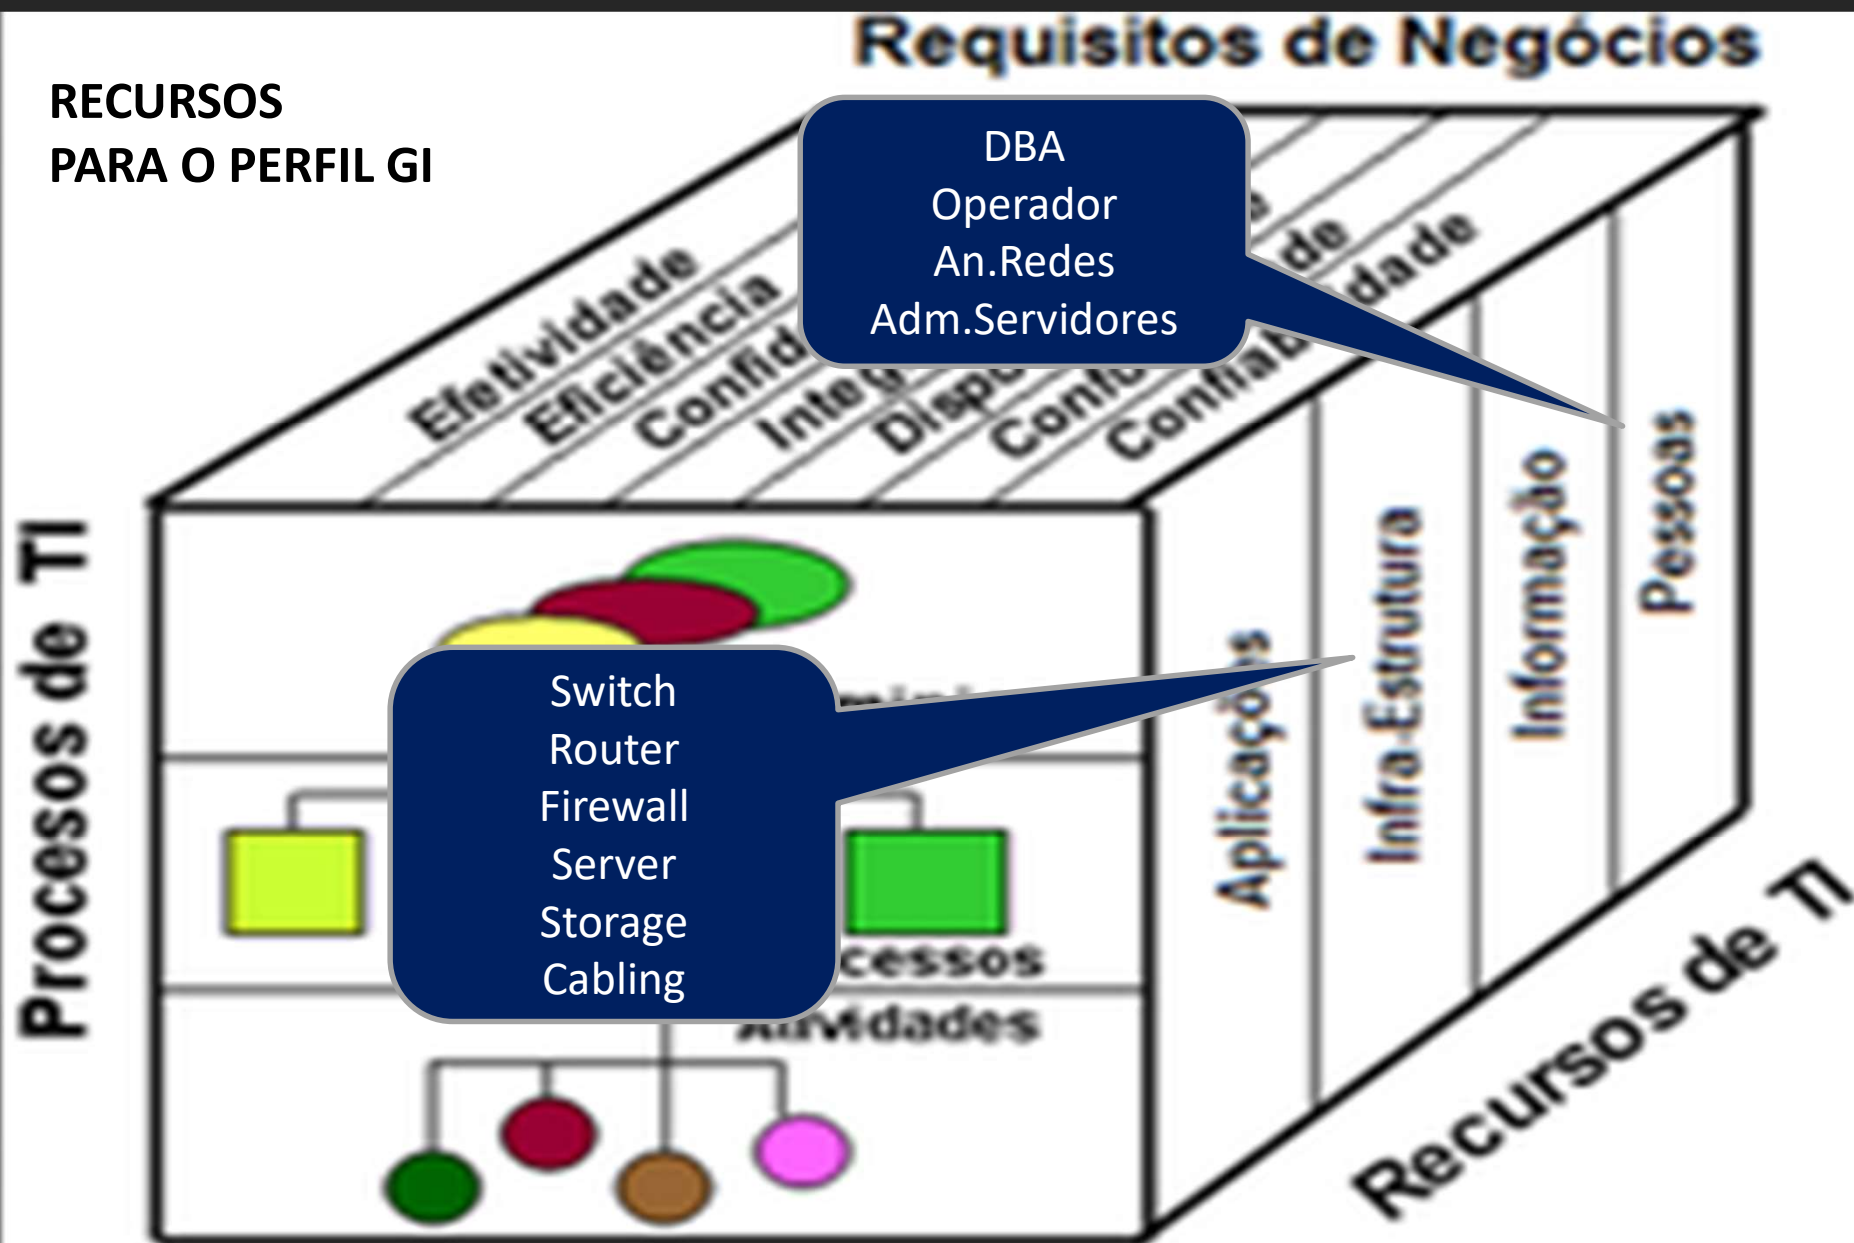 Requisitos de Negócios
RECURSOS
PARA O PERFIL GI
DBA
Operador
An.Redes
Adm.Servidores
Efetividade
Eficiência
Processos de TI
Switch
Router
Firewall
Server
Storage
Cabling
Aplicações
Infra-Estrutura
Informação
Pessoas
Atividades
Recursos de TI